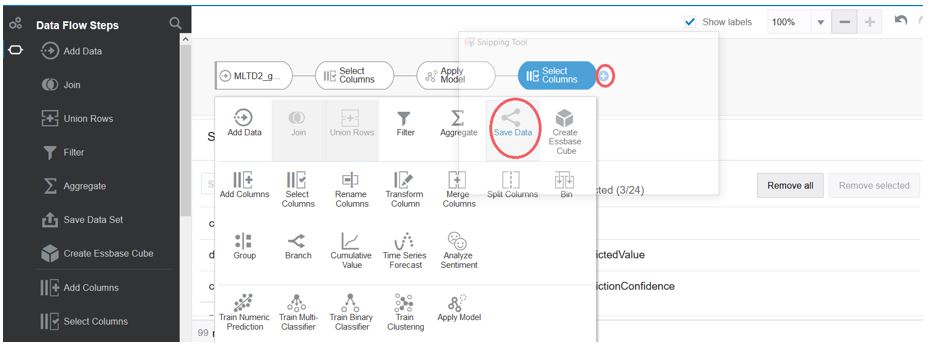 Data Flow Steps
Add Data
Join
Union Rows
Filter
Aggregate
Save Data Set
Create Essbase Cube
Add Columns
Select Columns
Show labels
100%
Snipping Tool
MLTD2_g...
Select
Columns
Apply
Model
Select
Columns
Add Data
Join
Union Rows
Filter
Aggregate
Save Data
Create
Essbase
Cube
Add Columns
Select
Columns
Rename
Columns
Transform
Column
Merge
Columns
Split Columns
Bin
Group
Branch
Cumulative
Value
Time Series
Forecast
Analyze
Sentiment
Train Numeric
Prediction
Train Multi-
Classifier
Train Binary
Classifier
Train
Clustering
Apply Model
S
S
cted (3/24)
Remove all
Remove selected
c
d
ictedValue
c
ictionConfidence
99